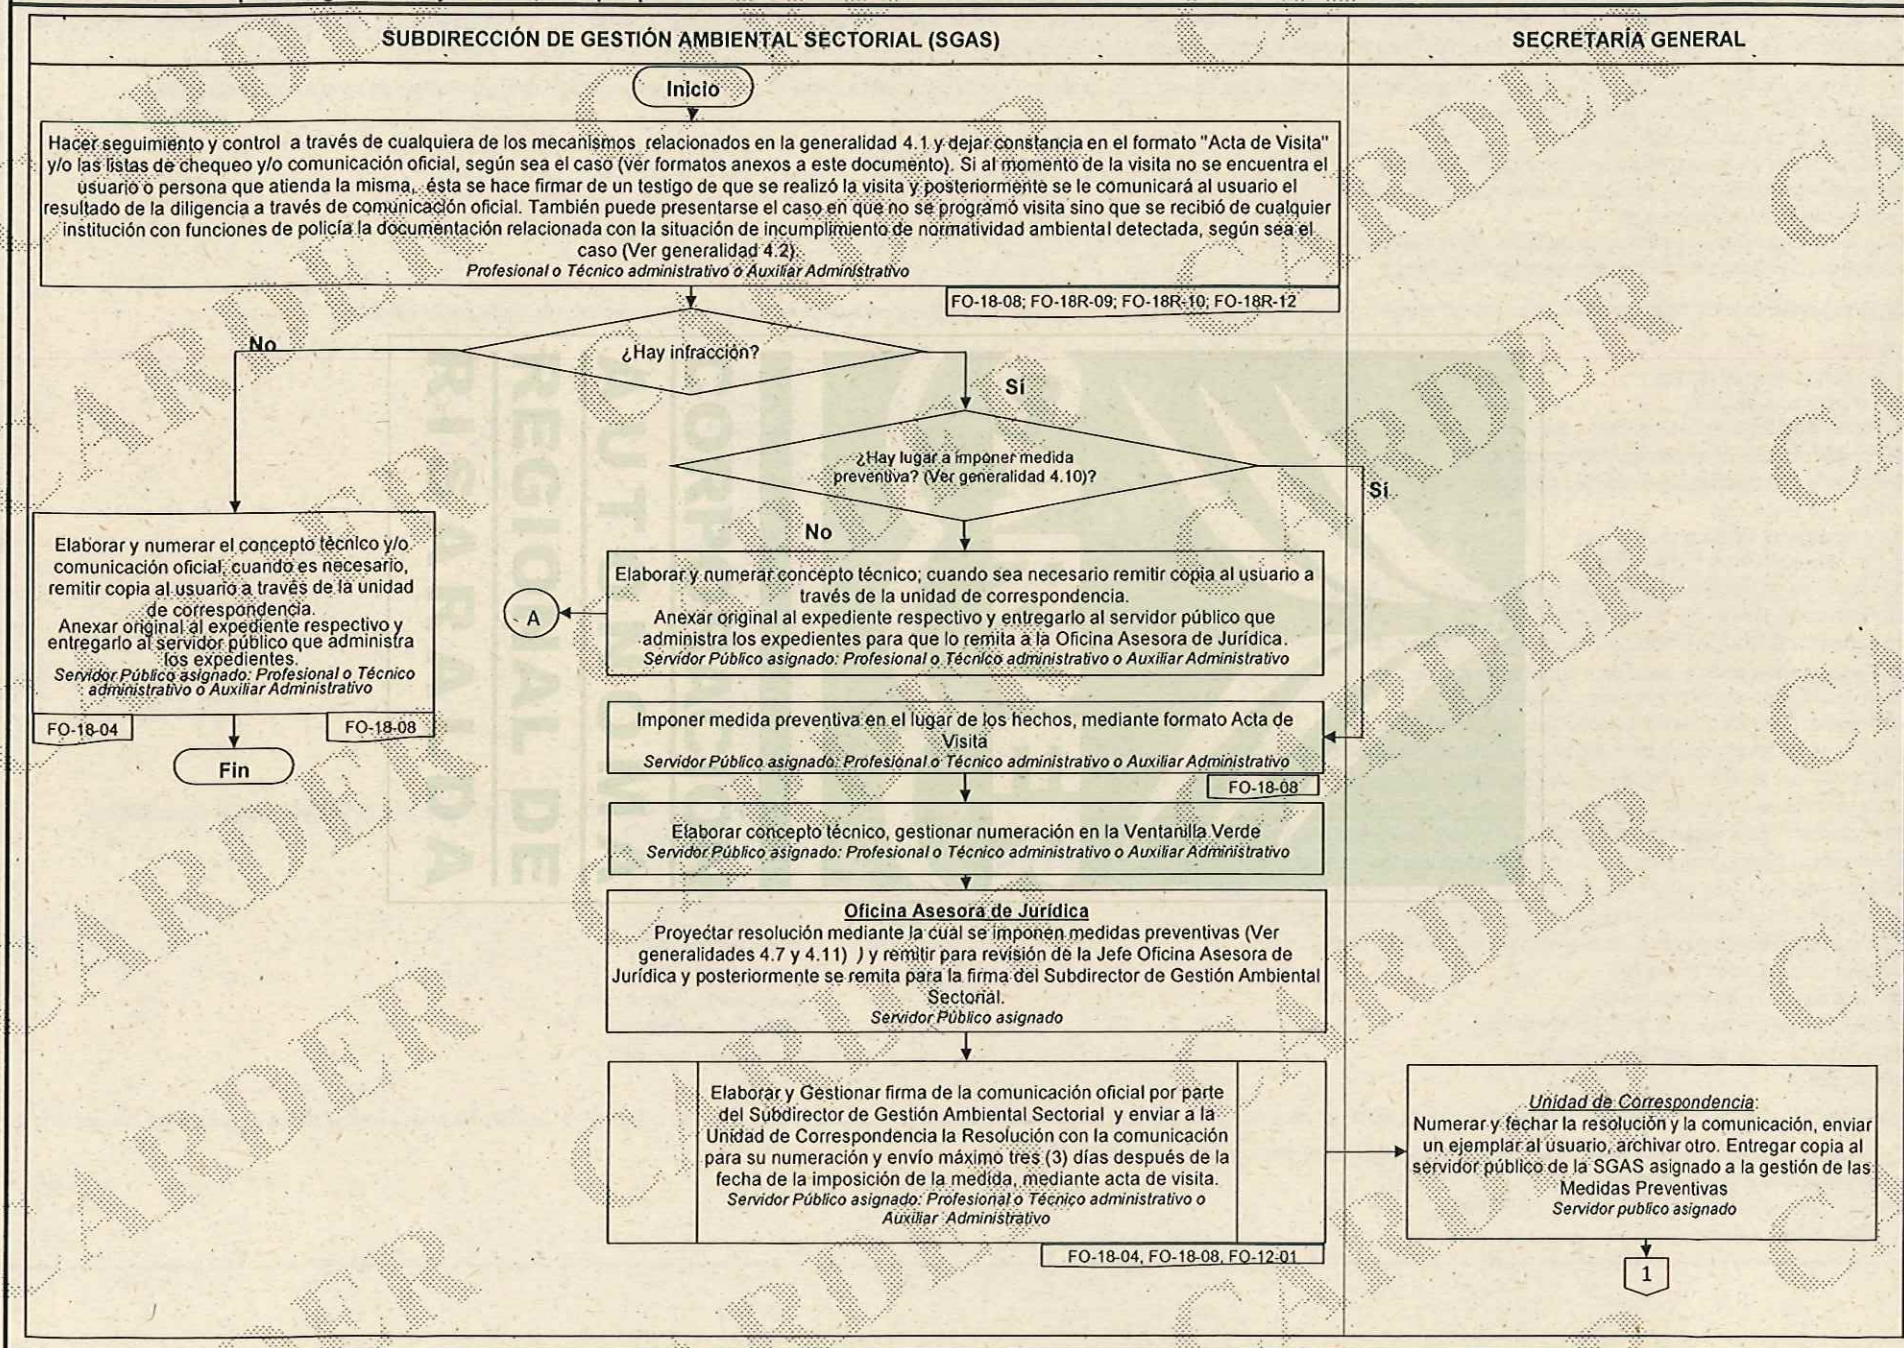 SUBDIRECCIÓN DE GESTIÓN AMBIENTAL SECTORIAL (SGAS)
SECRETARÍA GENERAL
Inicio
Hacer seguimiento y control a través de cualquiera de los mecanismos relacionados en la generalidad 4.1 y dejar constancia en el formato "Acta de Visita"
y/o las listas de chequeo y/o comunicación oficial, según sea el caso (ver formatos anexos a este documento). Si al momento de la visita no se encuentra el
usuario o persona que atienda la misma, ésta se hace firmar de un testigo de que se realizó la visita y posteriormente se le comunicará al usuario el
resultado de la diligencia a través de comunicación oficial. También puede presentarse el caso en que no se programó visita sino que se recibió de cualquier
institución con funciones de policía la documentación relacionada con la situación de incumplimiento de normatividad ambiental detectada, según sea el
caso (Ver generalidad 4.2).
Profesional o Técnico administrativo o Auxiliar Administrativo
FO-18-08; FO-18R-09; FO-18R-10; FO-18R-12
¿Hay infracción?
No
Sí
¿Hay lugar a imponer medida
preventiva? (Ver generalidad 4.10)?
Sí
No
Elaborar y numerar el concepto técnico y/o
comunicación oficial, cuando es necesario,
remitir copia al usuario a través de la unidad
de correspondencia.
Anexar original al expediente respectivo y
entregarlo al servidor público que administra
los expedientes.
Servidor Público asignado: Profesional o Técnico
administrativo o Auxiliar Administrativo
FO-18-04
FO-18-08
Fin
A
Elaborar y numerar concepto técnico; cuando sea necesario remitir copia al usuario a
través de la unidad de correspondencia.
Anexar original al expediente respectivo y entregarlo al servidor público que
administra los expedientes para que lo remita a la Oficina Asesora de Jurídica.
Servidor Público asignado: Profesional o Técnico administrativo o Auxiliar Administrativo
Imponer medida preventiva en el lugar de los hechos, mediante formato Acta de
Visita
Servidor Público asignado: Profesional o Técnico administrativo o Auxiliar Administrativo
FO-18-08
Elaborar concepto técnico, gestionar numeración en la Ventanilla Verde
Servidor Público asignado: Profesional o Técnico administrativo o Auxiliar Administrativo
Oficina Asesora de Jurídica
Proyectar resolución mediante la cual se imponen medidas preventivas (Ver
generalidades 4.7 y 4.11) ) y remitir para revisión de la Jefe Oficina Asesora de
Jurídica y posteriormente se remita para la firma del Subdirector de Gestión Ambiental
Sectorial.
Servidor Público asignado
Elaborar y Gestionar firma de la comunicación oficial por parte
del Subdirector de Gestión Ambiental Sectorial y enviar a la
Unidad de Correspondencia la Resolución con la comunicación
para su numeración y envío máximo tres (3) días después de la
fecha de la imposición de la medida, mediante acta de visita.
Servidor Público asignado: Profesional o Técnico administrativo o
Auxiliar Administrativo
FO-18-04, FO-18-08, FO-12-01
Unidad de Correspondencia:
Numerar y fechar la resolución y la comunicación, enviar
un ejemplar al usuario, archivar otro. Entregar copia al
servidor público de la SGAS asignado a la gestión de las
Medidas Preventivas
Servidor publico asignado
1
CARDER
REGIONAL DE
RISARALDA